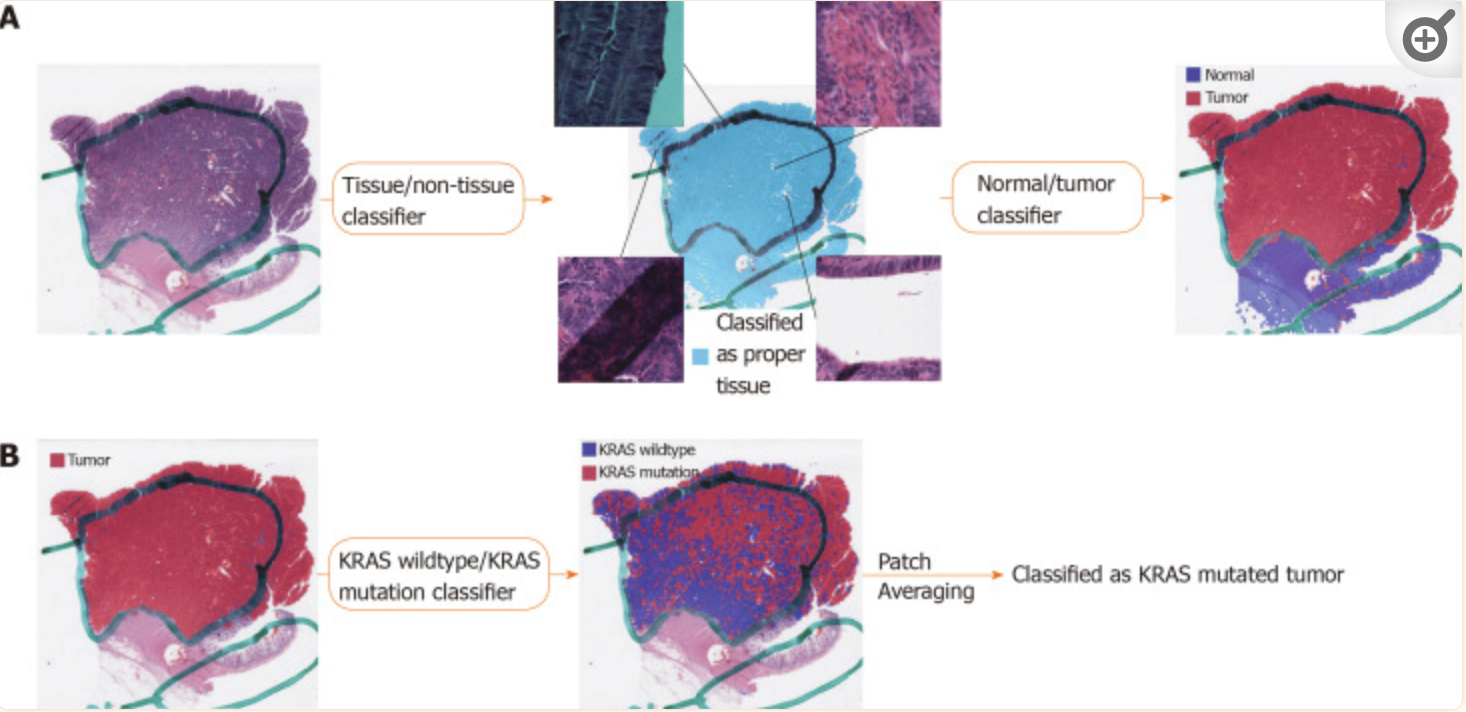 A
Tissue/non-tissue
classifier
Classified
as proper
tissue
Normal/tumor
classifier
Normal
Tumor
B
Tumor
KRAS wildtype/KRAS
mutation classifier
KRAS wildtype
KRAS mutation
Patch
Averaging
Classified as KRAS mutated tumor